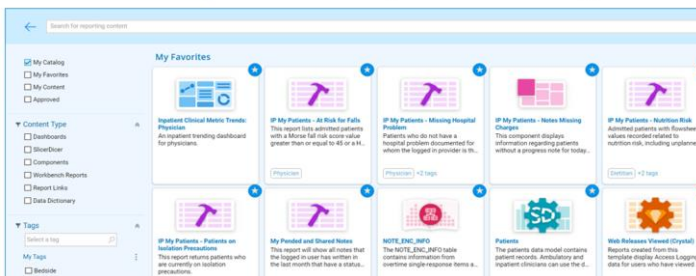 Search for reporting content
My Catalog
My Favorites
My Content
Approved
Content Type
Dashboards
SlicerDicer
Components
Workbench Reports
Report Links
Data Dictionary
Tags
Select a tag
My Tags
Bedside
My Favorites
Inpatient Clinical Metric Trends:
Physician
An inpatient trending dashboard
for physicians.
IP My Patients - At Risk for Falls
This report lists admitted patients
with a Morse fall risk score value
greater than or equal to 45 or a H...
Physician
IP My Patients - Missing Hospital
Problem
Patients who do not have a
hospital problem documented for
whom the logged in provider is th...
Physician +2 tags
IP My Patients - Notes Missing
Charges
This component displays
information regarding patients
without a progress note for today...
IP My Patients - Nutrition Risk
Admitted patients with flowshee
values recorded related to
nutrition risk, including unplanne
Dietitian +2 tags
IP My Patients - Patients on
Isolation Precautions
This report returns patients who
are currently on isolation
precautions.
My Pended and Shared Notes
This report will show all notes that
the logged in user has written in
the last month that have a status...
NOTE_ENC_INFO
The NOTE_ENC_INFO table
contains information from
overtime single-response items a...
SD
Patients
The patients data model contains
patient records. Ambulatory and
inpatient clinicians can use the d...
Web Releases Viewed (Crystal)
Reports created from this
template display Access Logge
data for users who have viewed